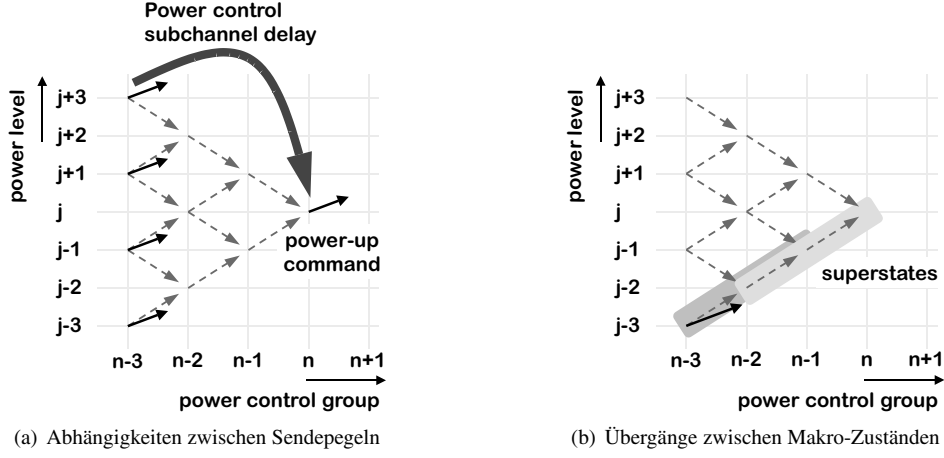 Power control
subchannel delay
power level
j+3
j+2
j+1
j
j-1
j-2
j-3
power-up
command
n-3
n-2
n-1
n
n+1
power control group
(a) Abhängigkeiten zwischen Sendepegeln
power level
j+3
j+2
j+1
j
j-1
j-2
j-3
superstates
n-3
n-2
n-1
n
n+1
power control group
(b) Übergänge zwischen Makro-Zuständen